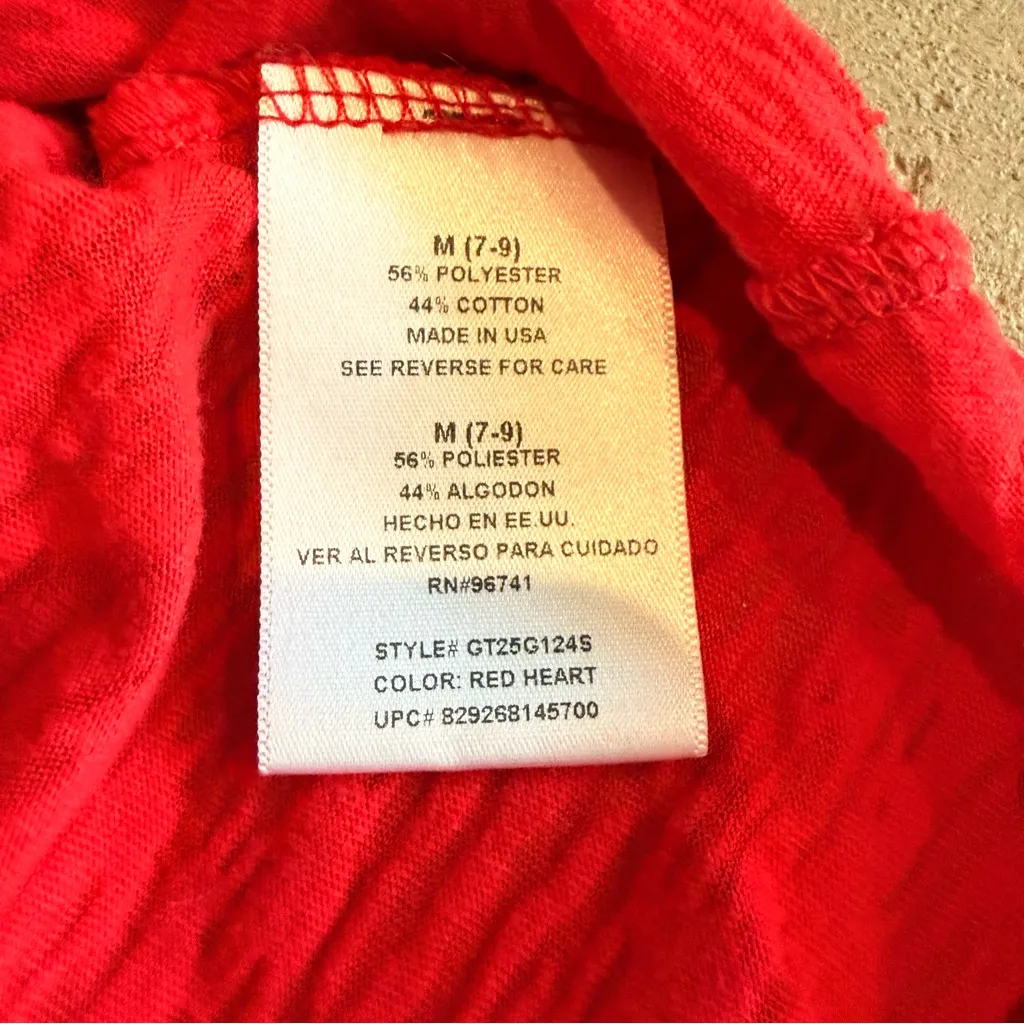 M (7-9)
56% POLYESTER
44% COTTON
MADE IN USA
SEE REVERSE FOR CARE
M (7-9)
56% POLIESTER
44% ALGODON
HECHO EN EE.UU.
VER AL REVERSO PARA CUIDADO
RN#96741
STYLE# GT25G124S
COLOR: RED HEART
UPC# 829268145700